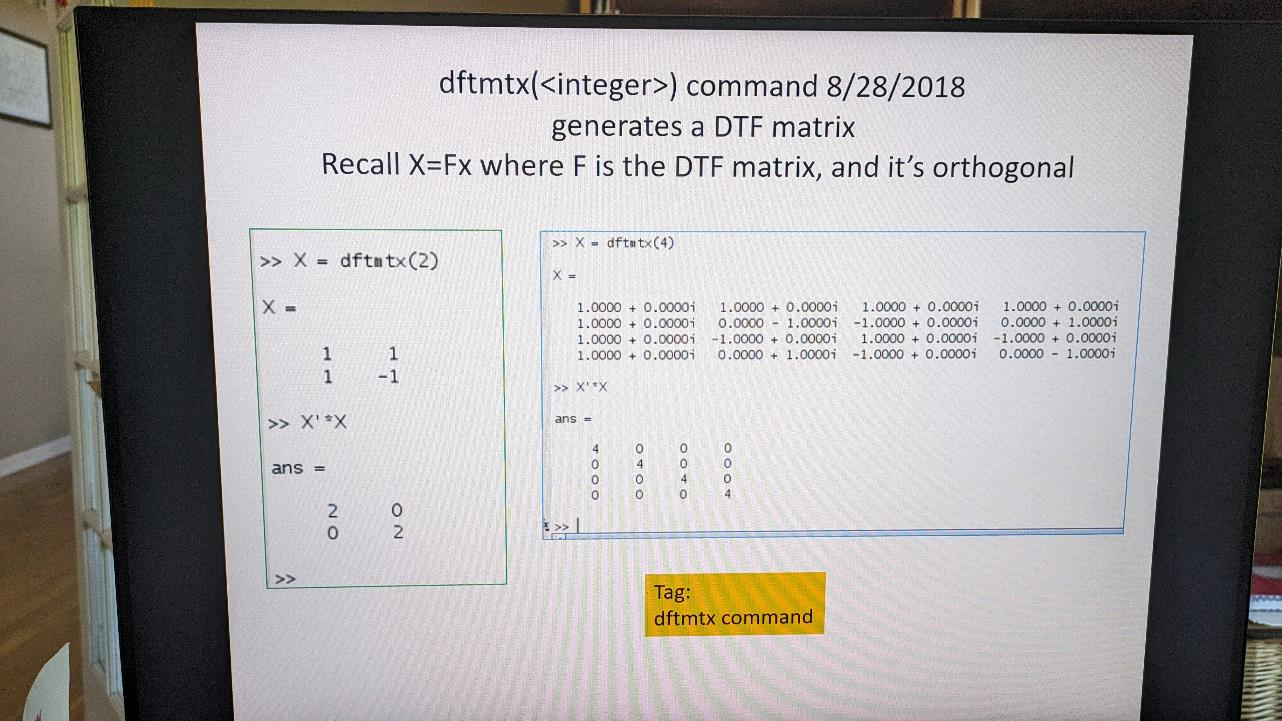 dftmtx(<integer>) command 8/28/2018
generates a DTF matrix
Recall X=Fx where F is the DTF matrix, and it’s orthogonal
>> X = dftmtx(2)
X =
1 1
1 -1
>> X'*X
ans =
2 0
0 2
>>
>> X = dftmtx(4)
X =
1.0000 + 0.0000i 1.0000 + 0.0000i 1.0000 + 0.0000i 1.0000 + 0.0000i
1.0000 + 0.0000i 0.0000 - 1.0000i -1.0000 + 0.0000i 0.0000 + 1.0000i
1.0000 + 0.0000i -1.0000 + 0.0000i 1.0000 + 0.0000i -1.0000 + 0.0000i
1.0000 + 0.0000i 0.0000 + 1.0000i -1.0000 + 0.0000i 0.0000 - 1.0000i
>> X'*X
ans =
4 0 0 0
0 4 0 0
0 0 4 0
0 0 0 4
>>
Tag:
dftmtx command